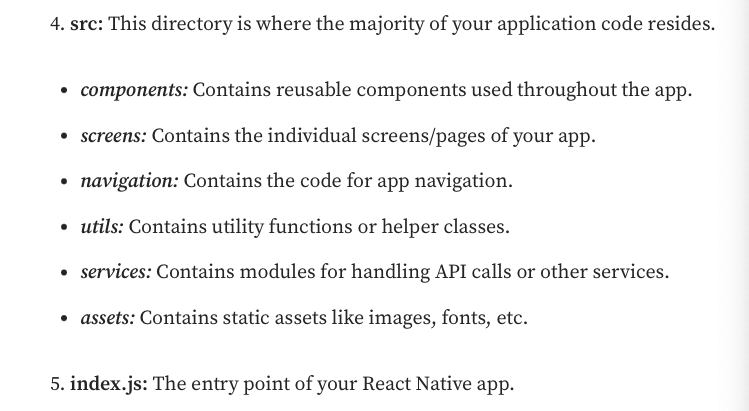 4. src: This directory is where the majority of your application code resides.
• components: Contains reusable components used throughout the app.
• screens: Contains the individual screens/pages of your app.
• navigation: Contains the code for app navigation.
• utils: Contains utility functions or helper classes.
• services: Contains modules for handling API calls or other services.
• assets: Contains static assets like images, fonts, etc.
5. index.js: The entry point of your React Native app.